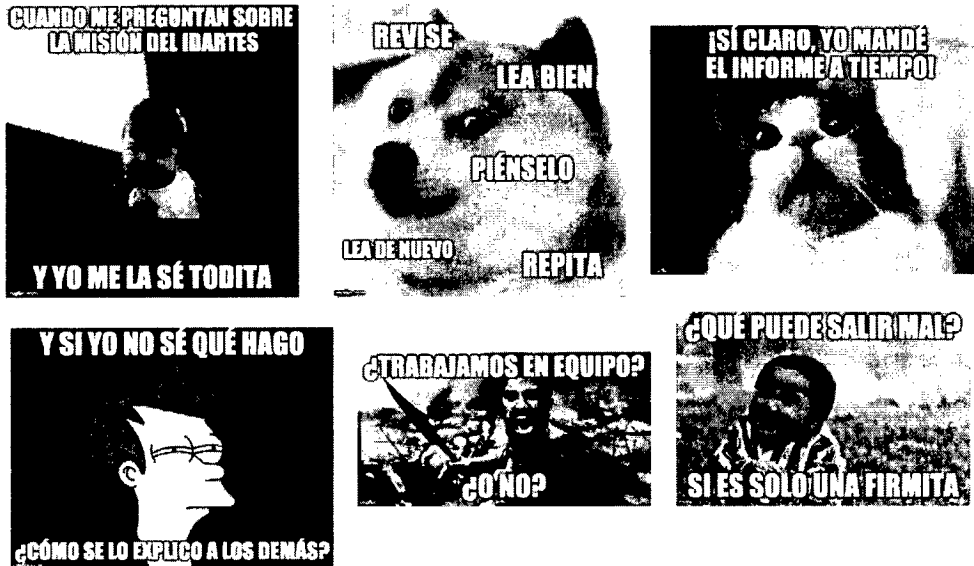 CUANDO ME PREGUNTAN SOBRE
LA MISIÓN DEL IDARTES
Y YO ME LA SÉ TODITA
REVISE
LEA BIEN
PIÉNSELO
LEA DE NUEVO
REPITA
¡SÍ CLARO, YO MANDÉ
EL INFORME A TIEMPO!
Y SI YO NO SÉ QUÉ HAGO
¿CÓMO SE LO EXPLICO A LOS DEMÁS?
¿TRABAJAMOS EN EQUIPO?
¿O NO?
¿QUÉ PUEDE SALIR MAL?
SI ES SOLO UNA FIRMITA